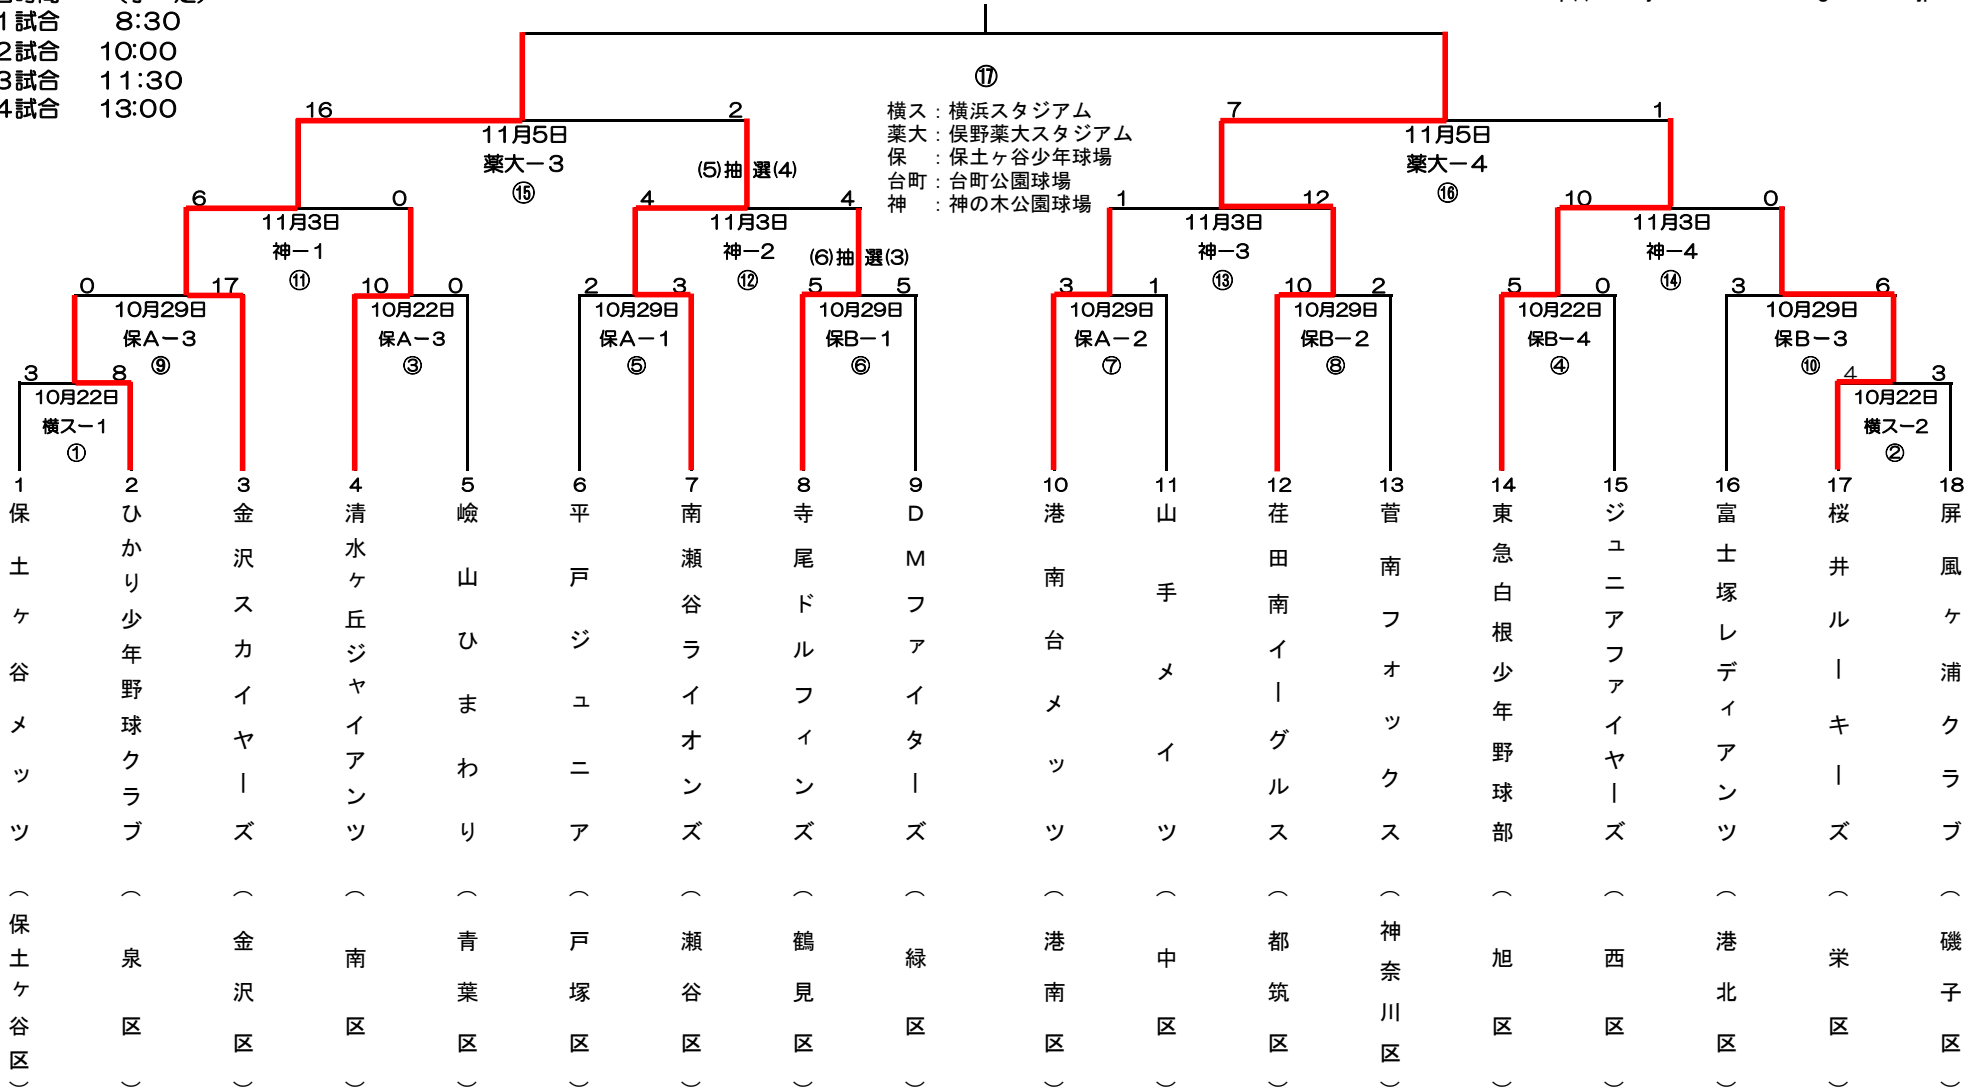 1試合 8:30
2試合 10:00
3試合 11:30
4試合 13:00
⑰
横ス：横浜スタジアム
薬大：俣野薬大スタジアム
保　：保土ヶ谷少年球場
台町：台町公園球場
神　：神の木公園球場
16 2
11月5日
薬大－3
⑮
7 1
11月5日
薬大－4
⑯
(5)抽選(4)
6 0
11月3日
神－1
⑪
4 4
11月3日
神－2
⑫
1 12
11月3日
神－3
⑬
10 0
11月3日
神－4
⑭
(6)抽選(3)
0 17
10月29日
保A－3
⑨
10 0
10月22日
保A－3
③
2 3
10月29日
保A－1
⑤
5 5
10月29日
保B－1
⑥
3 1
10月29日
保A－2
⑦
10 2
10月29日
保B－2
⑧
5 0
10月22日
保B－4
④
3 6
10月29日
保B－3
⑩
3 8
10月22日
横ス－1
①
4 3
10月22日
横ス－2
②
1 保土ヶ谷メッツ（保土ケ谷区）
2 ひかり少年野球クラブ（泉区）
3 金沢スカイヤーズ（金沢区）
4 清水ヶ丘ジャイアンツ（南区）
5 嶮山ひまわり（青葉区）
6 平戸ジュニア（戸塚区）
7 南瀬谷ライオンズ（瀬谷区）
8 寺尾ドルフィンズ（鶴見区）
9 DMファイターズ（緑区）
10 港南台メッツ（港南区）
11 山手メイツ（中区）
12 荏田南イーグルス（都筑区）
13 菅南フォックス（神奈川区）
14 東急白根少年野球部（旭区）
15 ジュニアファイヤーズ（西区）
16 富士塚レディアンツ（港北区）
17 桜井ルーキーズ（栄区）
18 屏風ヶ浦クラブ（磯子区）